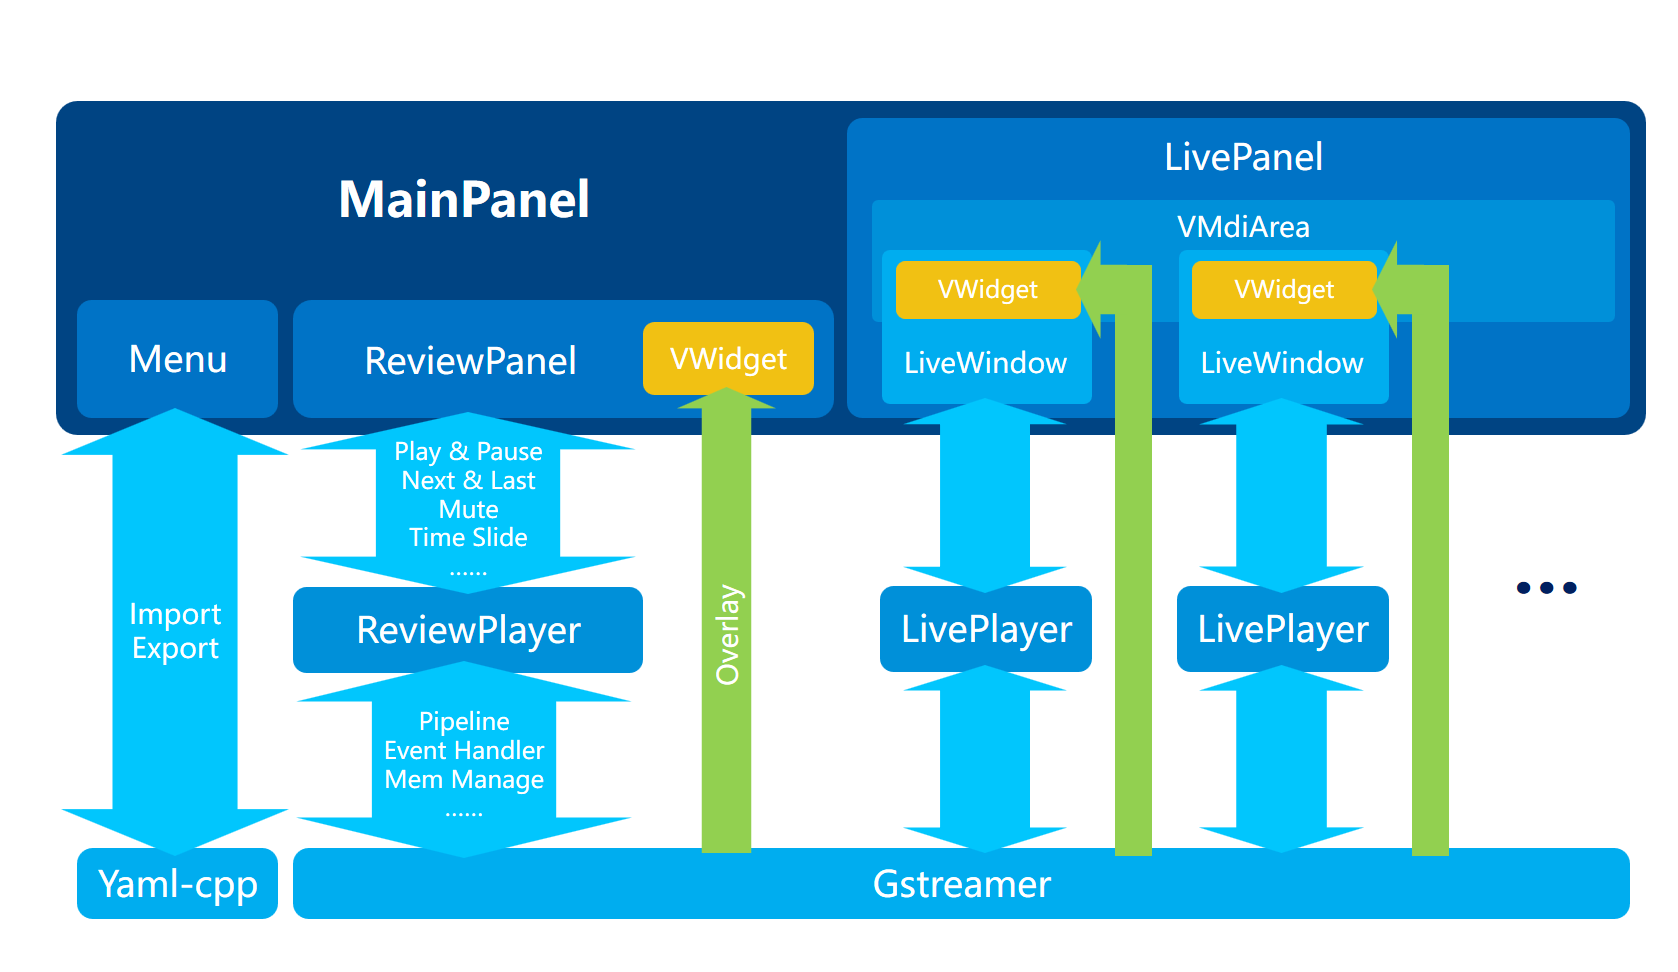 MainPanel
LivePanel
VMdiArea
VWidget
VWidget
LiveWindow
LiveWindow
Menu
ReviewPanel
VWidget
Play & Pause
Next & Last
Mute
Time Slide
......
Import
Export
ReviewPlayer
Overlay
LivePlayer
LivePlayer
•••
Pipeline
Event Handler
Mem Manage
......
Yaml-cpp
Gstreamer